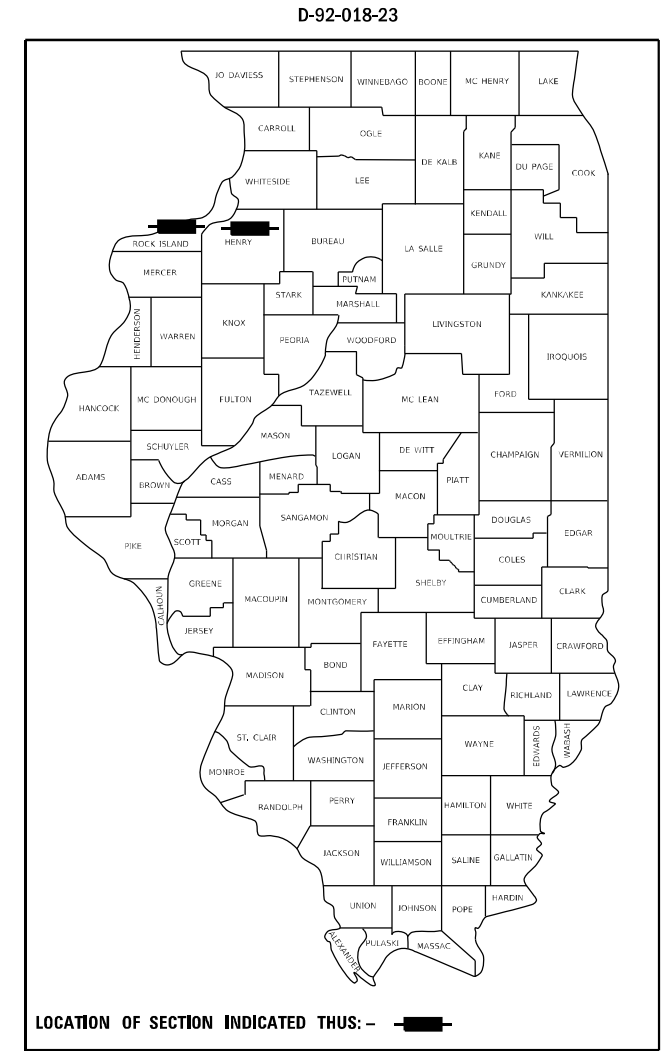 D-92-018-23
JO DAVIESS
STEPHENSON
WINNEBAGO
BOONE
MC HENRY
LAKE
CARROLL
OGLE
DE KALB
KANE
DU PAGE
COOK
WHITESIDE
LEE
KENDALL
WILL
ROCK ISLAND
HENRY
BUREAU
LA SALLE
GRUNDY
MERCER
PUTNAM
KANKAKEE
STARK
MARSHALL
HENDERSON
WARREN
KNOX
PEORIA
WOODFORD
LIVINGSTON
IROQUOIS
HANCOCK
MC DONOUGH
FULTON
TAZEWELL
MC LEAN
FORD
MASON
SCHUYLER
LOGAN
DE WITT
CHAMPAIGN
VERMILION
ADAMS
BROWN
CASS
MENARD
PIATT
MACON
PIKE
SCOTT
MORGAN
SANGAMON
DOUGLAS
EDGAR
MOULTRIE
CHRISTIAN
COLES
CALHOUN
GREENE
MACOUPIN
MONTGOMERY
SHELBY
CUMBERLAND
CLARK
JERSEY
FAYETTE
EFFINGHAM
JASPER
CRAWFORD
BOND
MADISON
CLAY
RICHLAND
LAWRENCE
CLINTON
MARION
ST. CLAIR
WAYNE
EDWARDS
WABASH
WASHINGTON
JEFFERSON
MONROE
RANDOLPH
PERRY
HAMILTON
WHITE
FRANKLIN
JACKSON
WILLIAMSON
SALINE
GALLATIN
UNION
JOHNSON
POPE
HARDIN
ALEXANDER
PULASKI
MASSAC
LOCATION OF SECTION INDICATED THUS: –